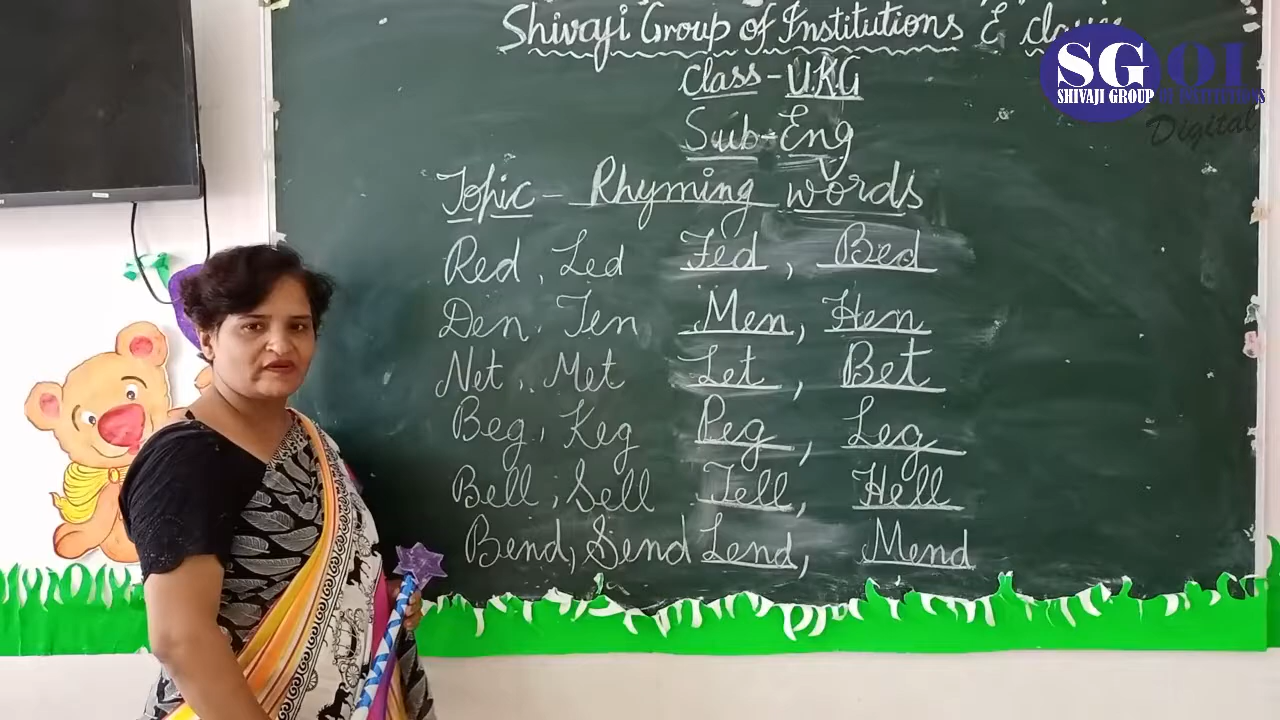 Shivaji Group of Institutions E
Class - U.K.G
Sub - Eng
Topic - Rhyming words
Red, Led Fed, Bed
Den, Ten Men, Hen
Net, Met Let, Bet
Beg, Keg Peg, Leg
Bell, Sell Tell, Hell
Bend, Send Lend, Mend
SGOI
SHIVAJI GROUP OF INSTITUTIONS
Digital